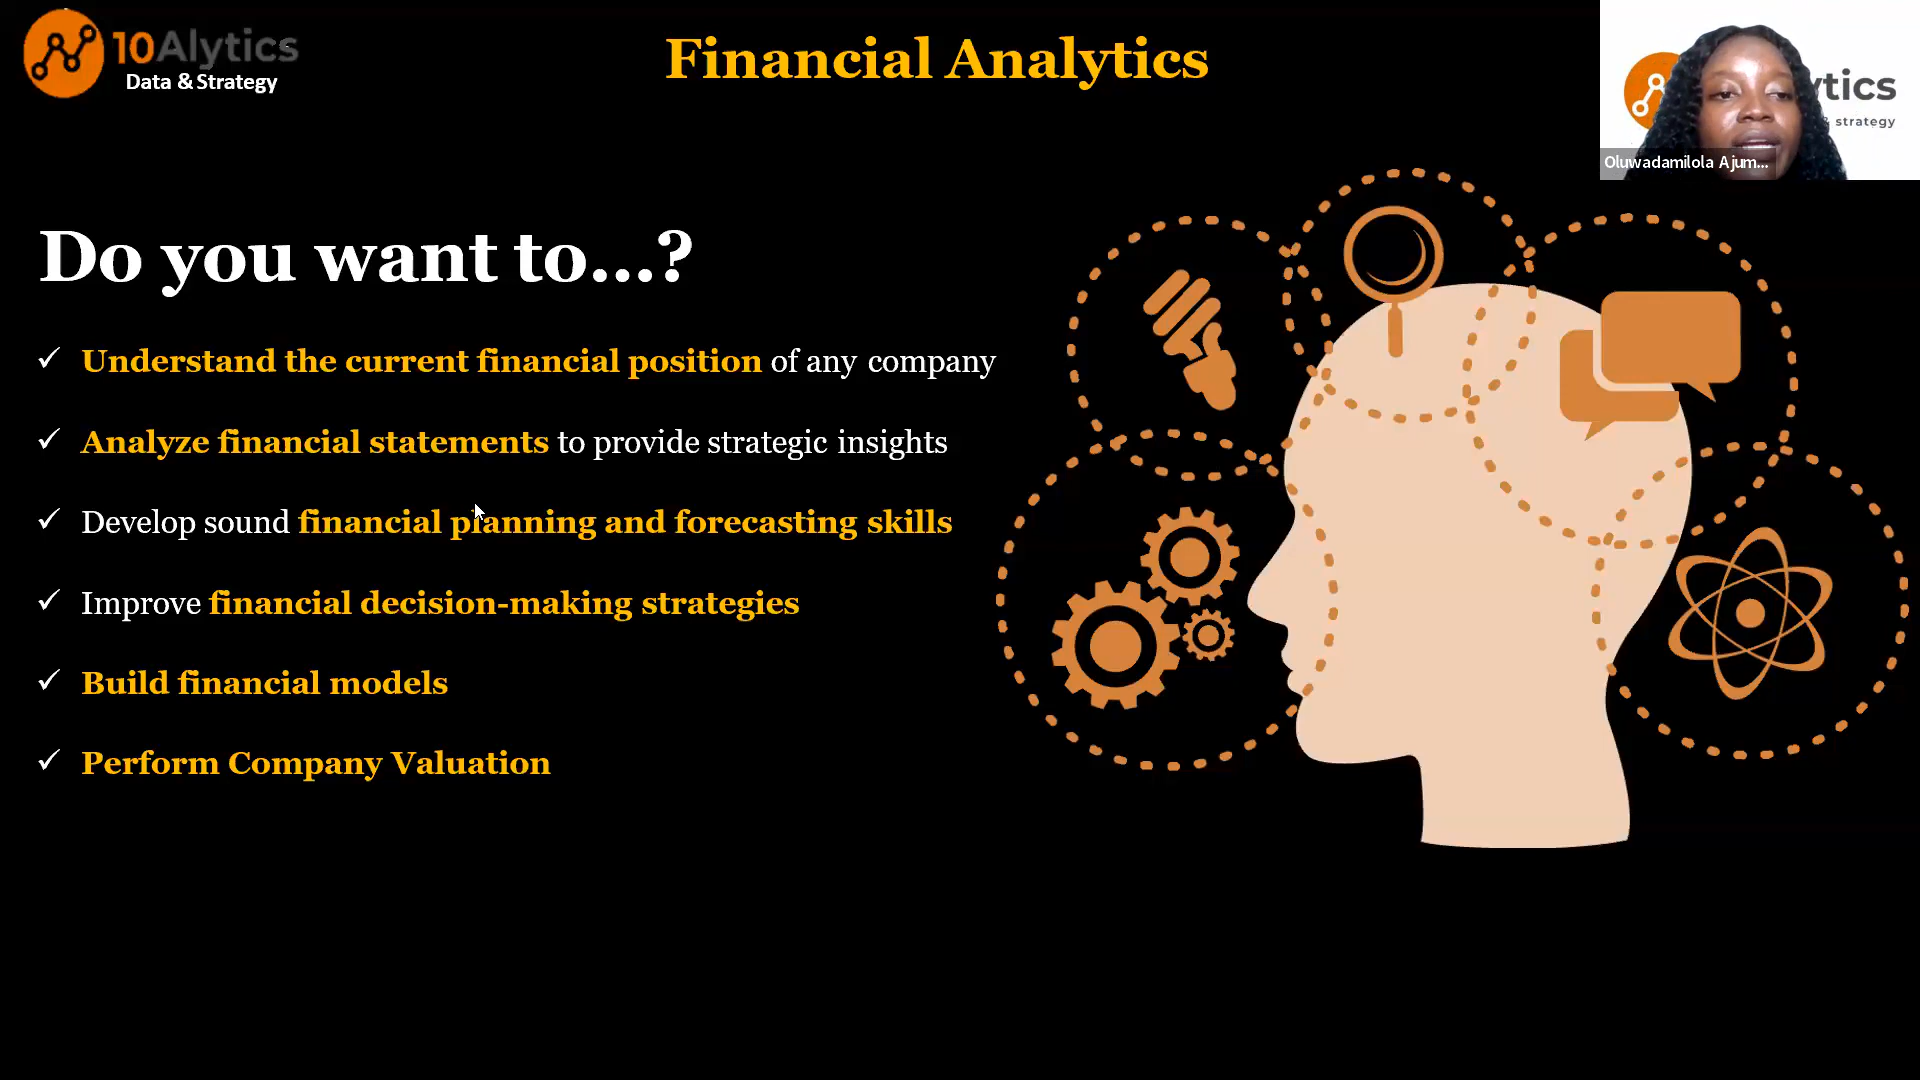 10Alytics
Data & Strategy
Financial Analytics
ytics
strategy
Oluwadamilola Ajum...
Do you want to...?
✓ Understand the current financial position of any company
✓ Analyze financial statements to provide strategic insights
✓ Develop sound financial planning and forecasting skills
✓ Improve financial decision-making strategies
✓ Build financial models
✓ Perform Company Valuation